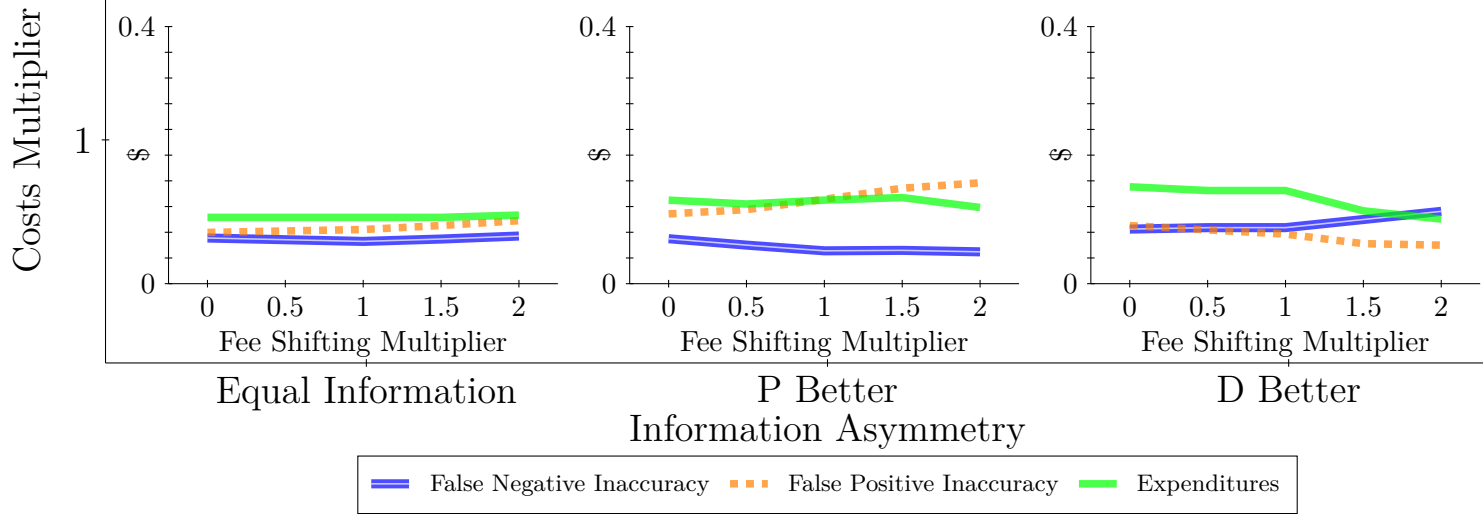 Costs Multiplier
1
0.4
$
0
0 0.5 1 1.5 2
Fee Shifting Multiplier
0.4
$
0
0 0.5 1 1.5 2
Fee Shifting Multiplier
0.4
$
0
0 0.5 1 1.5 2
Fee Shifting Multiplier
Equal Information P Better D Better
Information Asymmetry
False Negative Inaccuracy False Positive Inaccuracy Expenditures